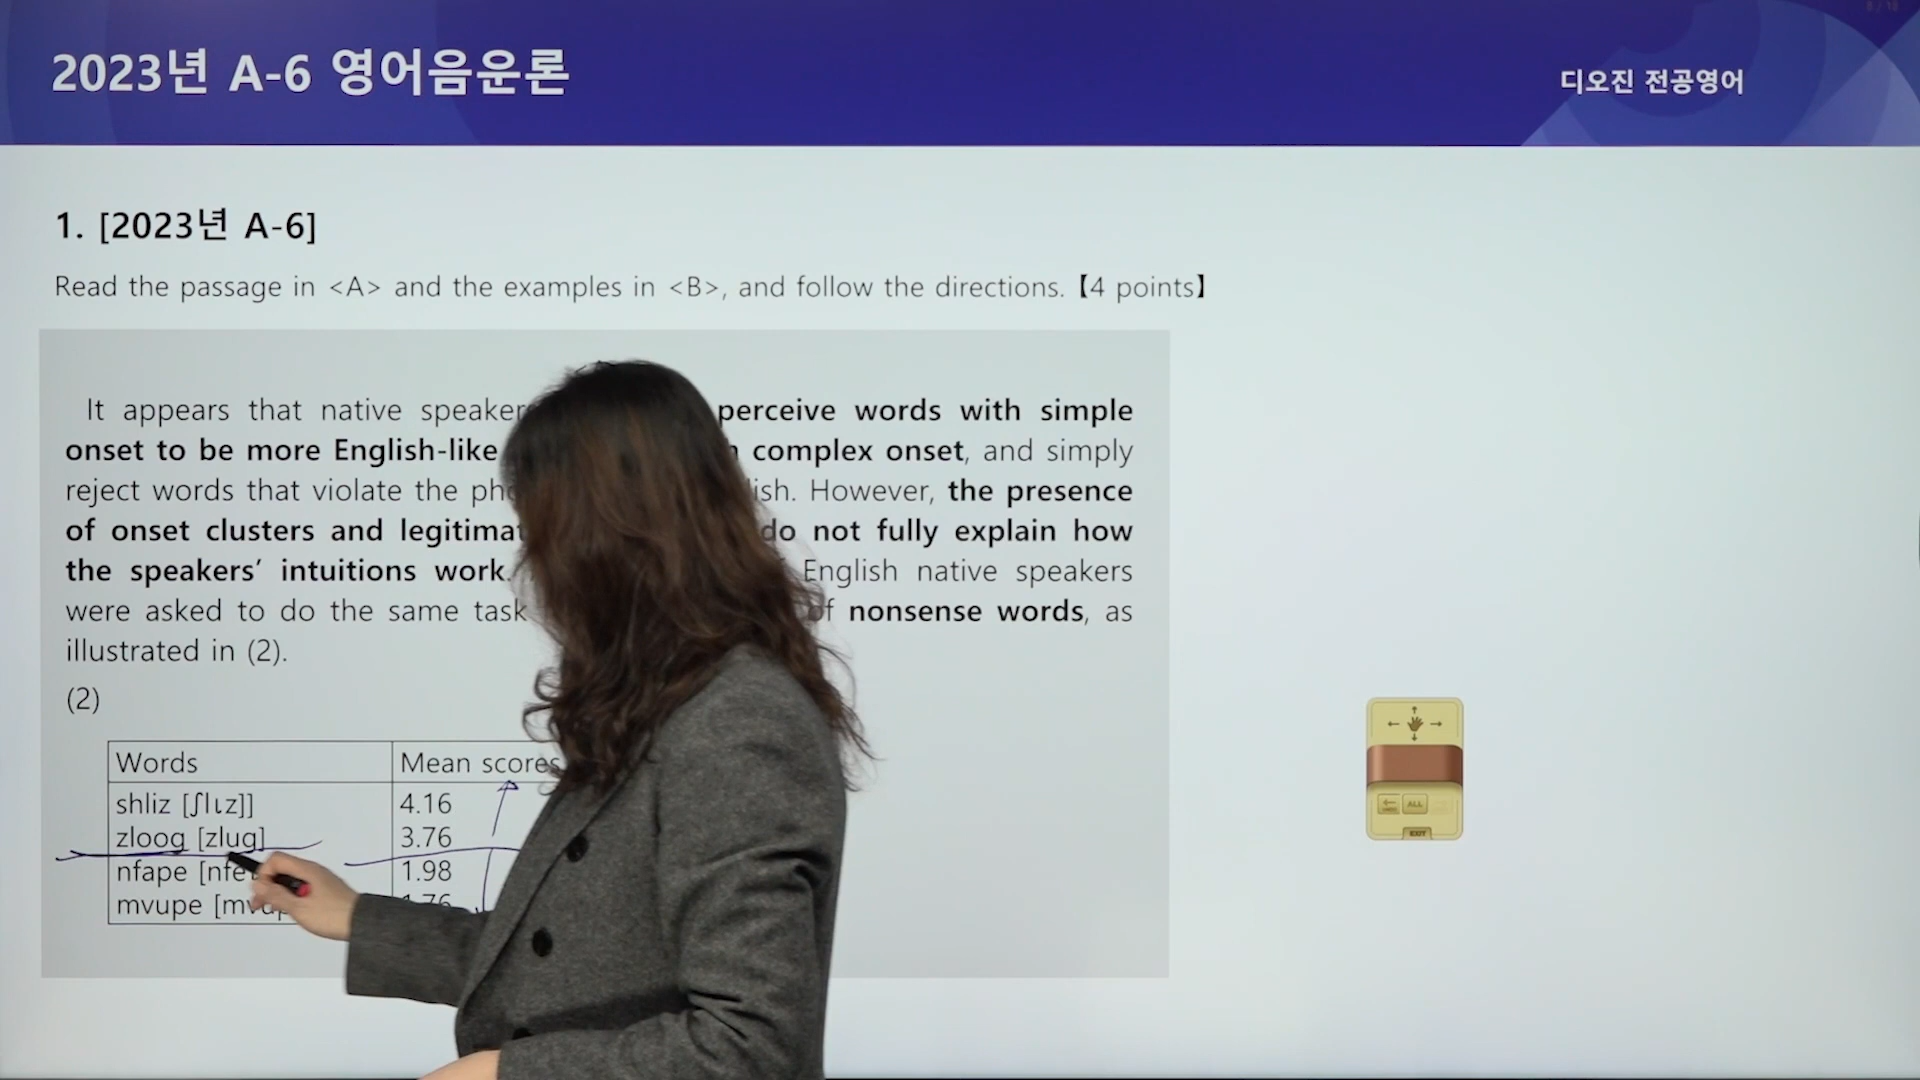 2023년 A-6 영어음운론
디오진 전공영어
1. [2023년 A-6]
Read the passage in <A> and the examples in <B>, and follow the directions.【4 points】
It appears that native speaker perceive words with simple
onset to be more English-like complex onset, and simply
reject words that violate the However, the presence
of onset clusters and do not fully explain how
the speakers’ intuitions work. English native speakers
were asked to do the same task of nonsense words, as
illustrated in (2).
(2)
Words Mean scores
shliz [ʃlɩz]] 4.16
zloog [zlug] 3.76
nfape 1.98
mvupe
ALL
EXIT